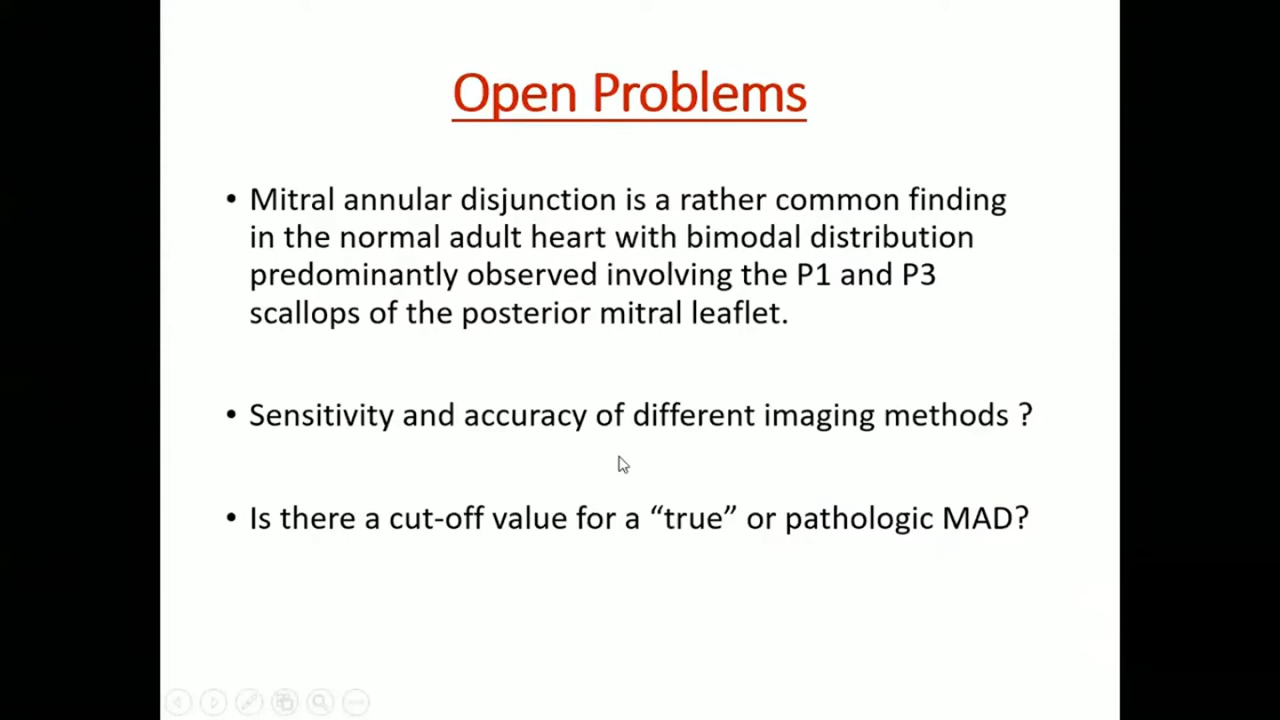 Open Problems
• Mitral annular disjunction is a rather common finding
in the normal adult heart with bimodal distribution
predominantly observed involving the P1 and P3
scallops of the posterior mitral leaflet.
• Sensitivity and accuracy of different imaging methods ?
• Is there a cut-off value for a “true” or pathologic MAD?